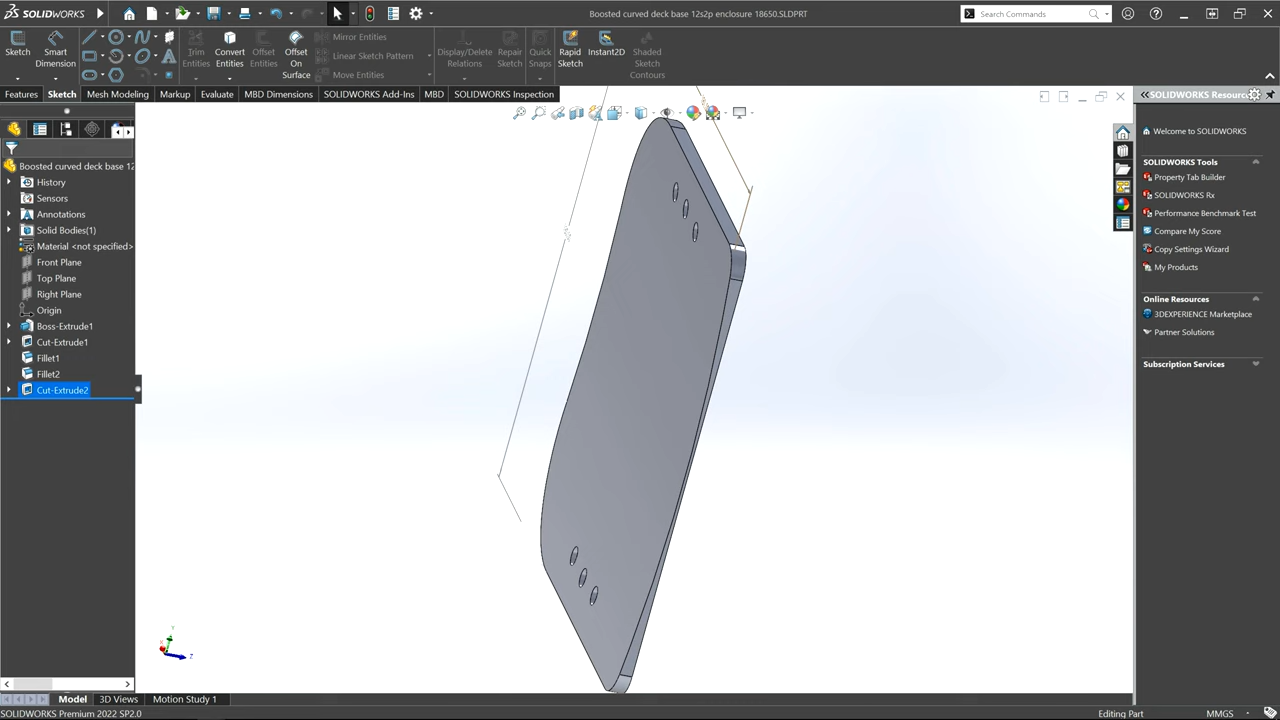 SOLIDWORKS
Boosted curved deck base 12s2p enclosure 18650.SLDPRT
Search Commands
Sketch
Smart Dimension
Trim Entities
Convert Entities
Offset Entities
Offset On Surface
Mirror Entities
Linear Sketch Pattern
Move Entities
Display/Delete Relations
Repair Sketch
Quick Snaps
Rapid Sketch
Instant2D
Shaded Sketch Contours
Features
Sketch
Mesh Modeling
Markup
Evaluate
MBD Dimensions
SOLIDWORKS Add-Ins
MBD
SOLIDWORKS Inspection
Boosted curved deck base 12
History
Sensors
Annotations
Solid Bodies(1)
Material <not specified>
Front Plane
Top Plane
Right Plane
Origin
Boss-Extrude1
Cut-Extrude1
Fillet1
Fillet2
Cut-Extrude2
Y
X
Z
SOLIDWORKS Resourc
Welcome to SOLIDWORKS
SOLIDWORKS Tools
Property Tab Builder
SOLIDWORKS Rx
Performance Benchmark Test
Compare My Score
Copy Settings Wizard
My Products
Online Resources
3DEXPERIENCE Marketplace
Partner Solutions
Subscription Services
Model
3D Views
Motion Study 1
SOLIDWORKS Premium 2022 SP2.0
Editing Part
MMGS